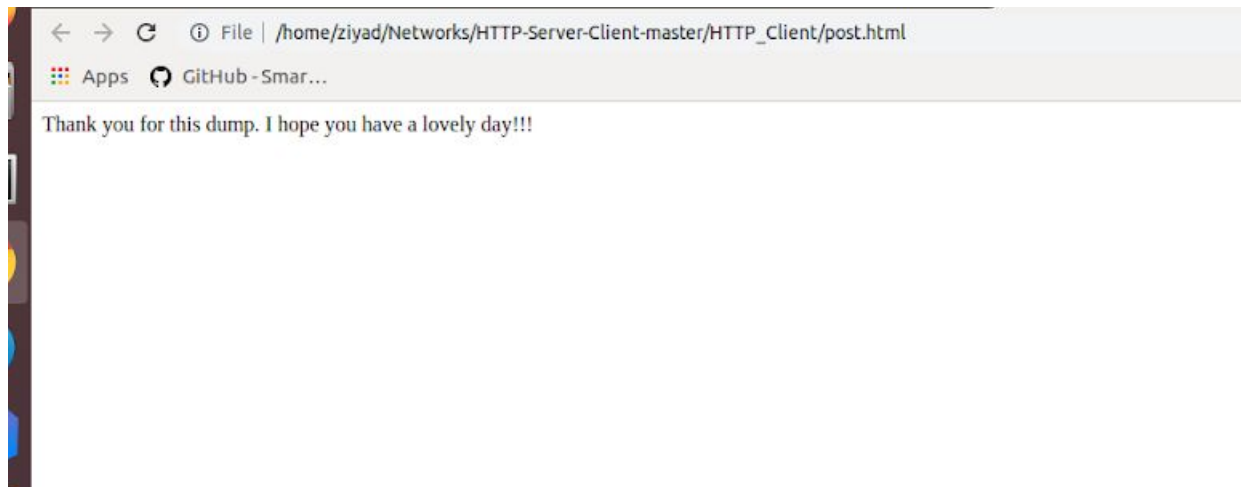 File | /home/ziyad/Networks/HTTP-Server-Client-master/HTTP_Client/post.html
Apps GitHub - Smar...
Thank you for this dump. I hope you have a lovely day!!!